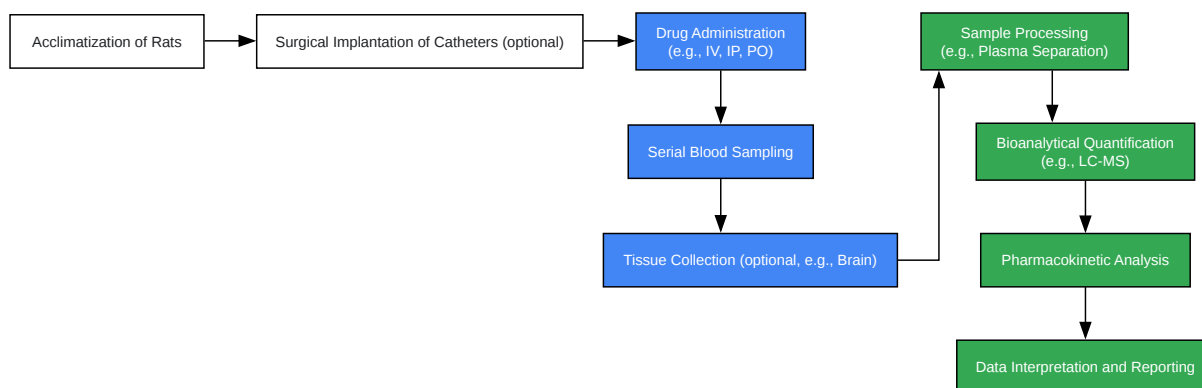 Acclimatization of Rats
Surgical Implantation of Catheters (optional)
Drug Administration
(e.g., IV, IP, PO)
Serial Blood Sampling
Tissue Collection (optional, e.g., Brain)
Sample Processing
(e.g., Plasma Separation)
Bioanalytical Quantification
(e.g., LC-MS)
Pharmacokinetic Analysis
Data Interpretation and Reporting